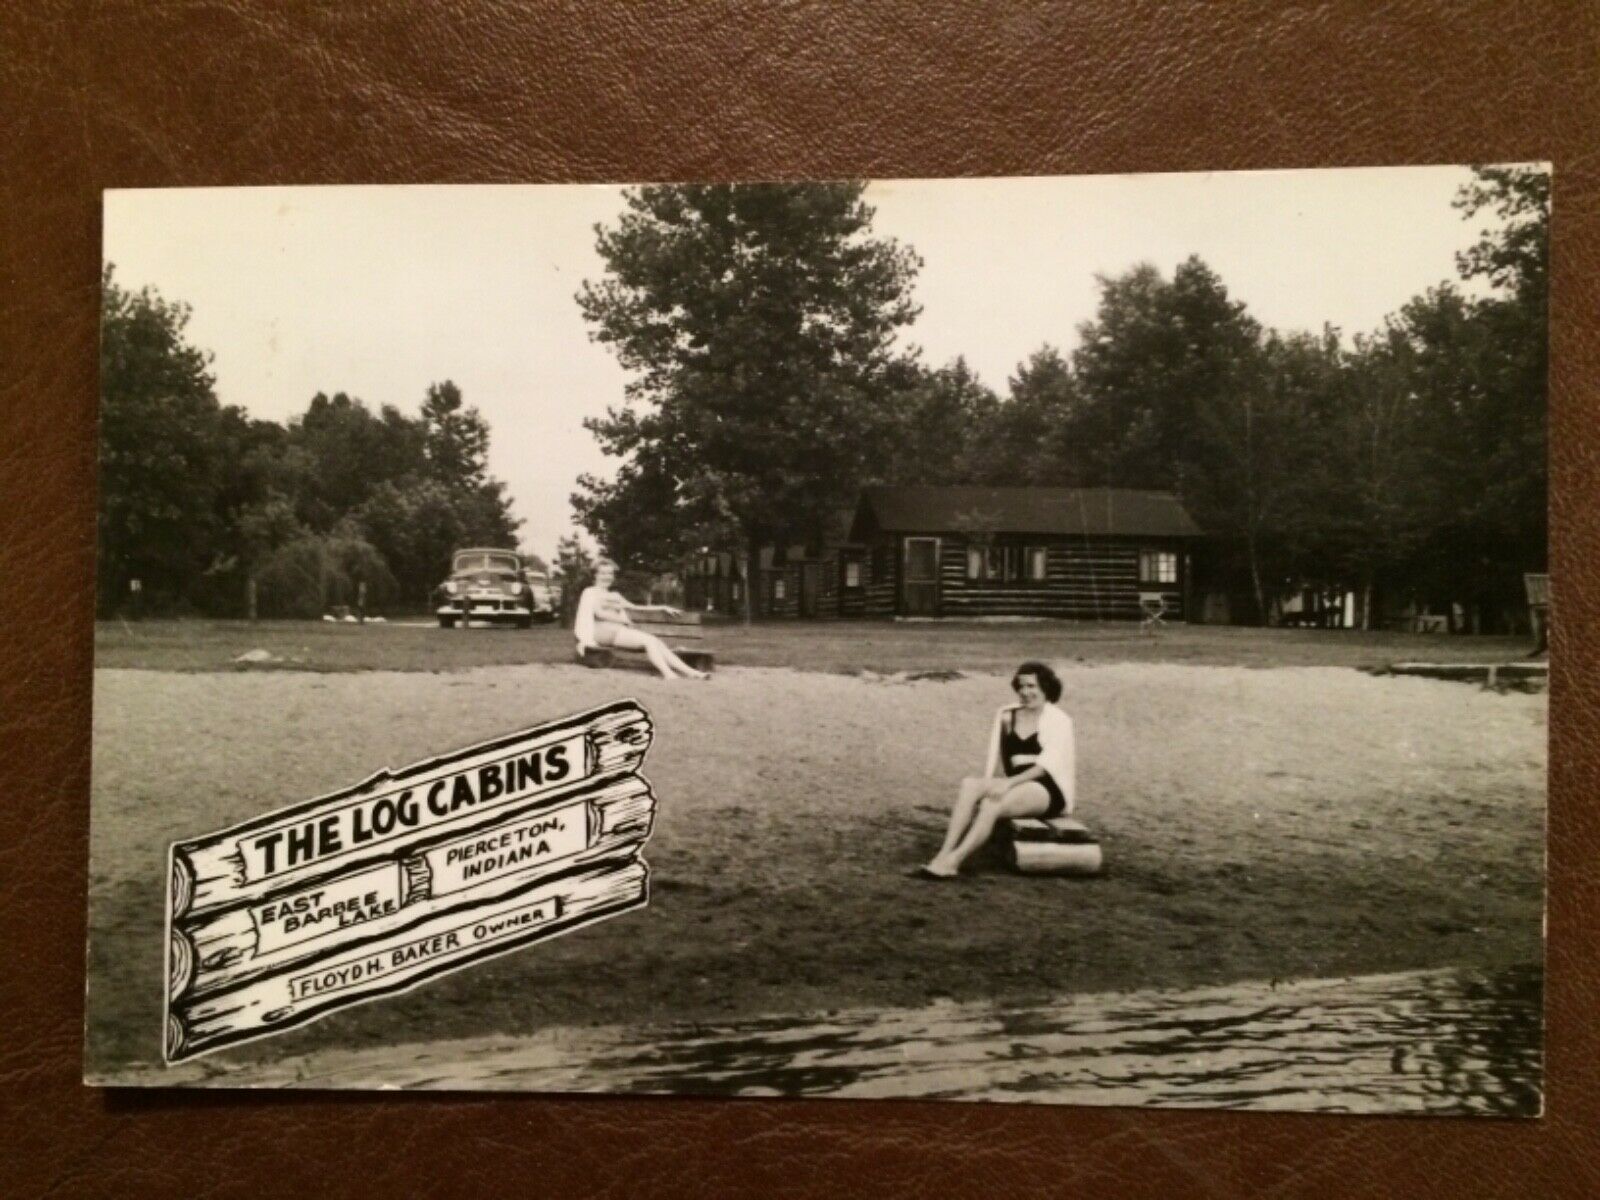 THE LOG CABINS
EAST
BARBEE
LAKE
PIERCETON,
INDIANA
FLOYD H. BAKER OWNER